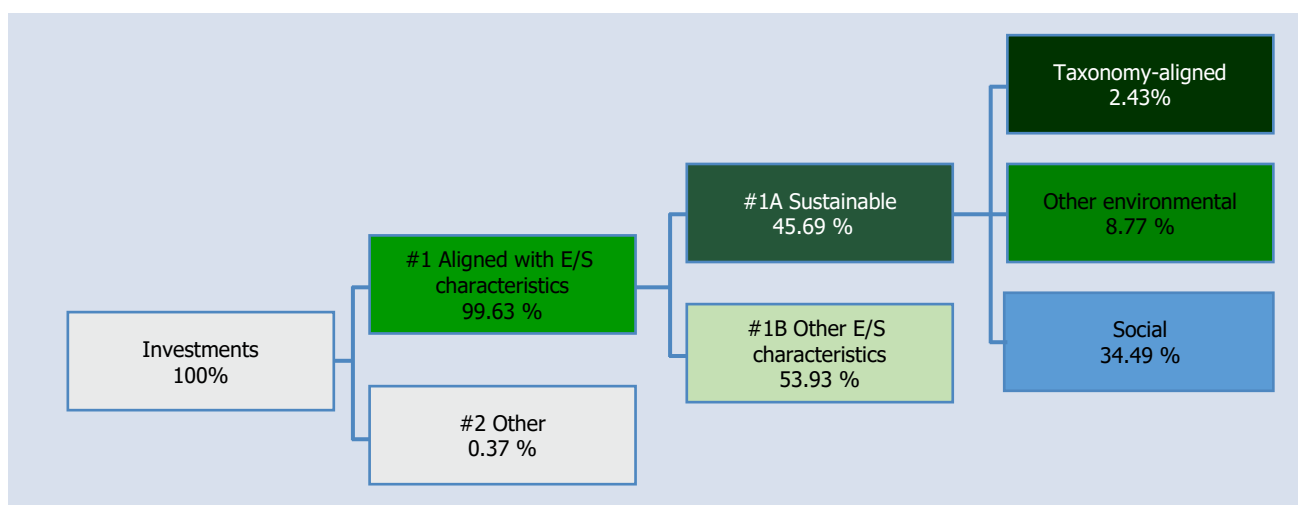 Investments
100%
#1 Aligned with E/S
characteristics
99.63 %
#2 Other
0.37 %
#1A Sustainable
45.69 %
#1B Other E/S
characteristics
53.93 %
Taxonomy-aligned
2.43%
Other environmental
8.77 %
Social
34.49 %